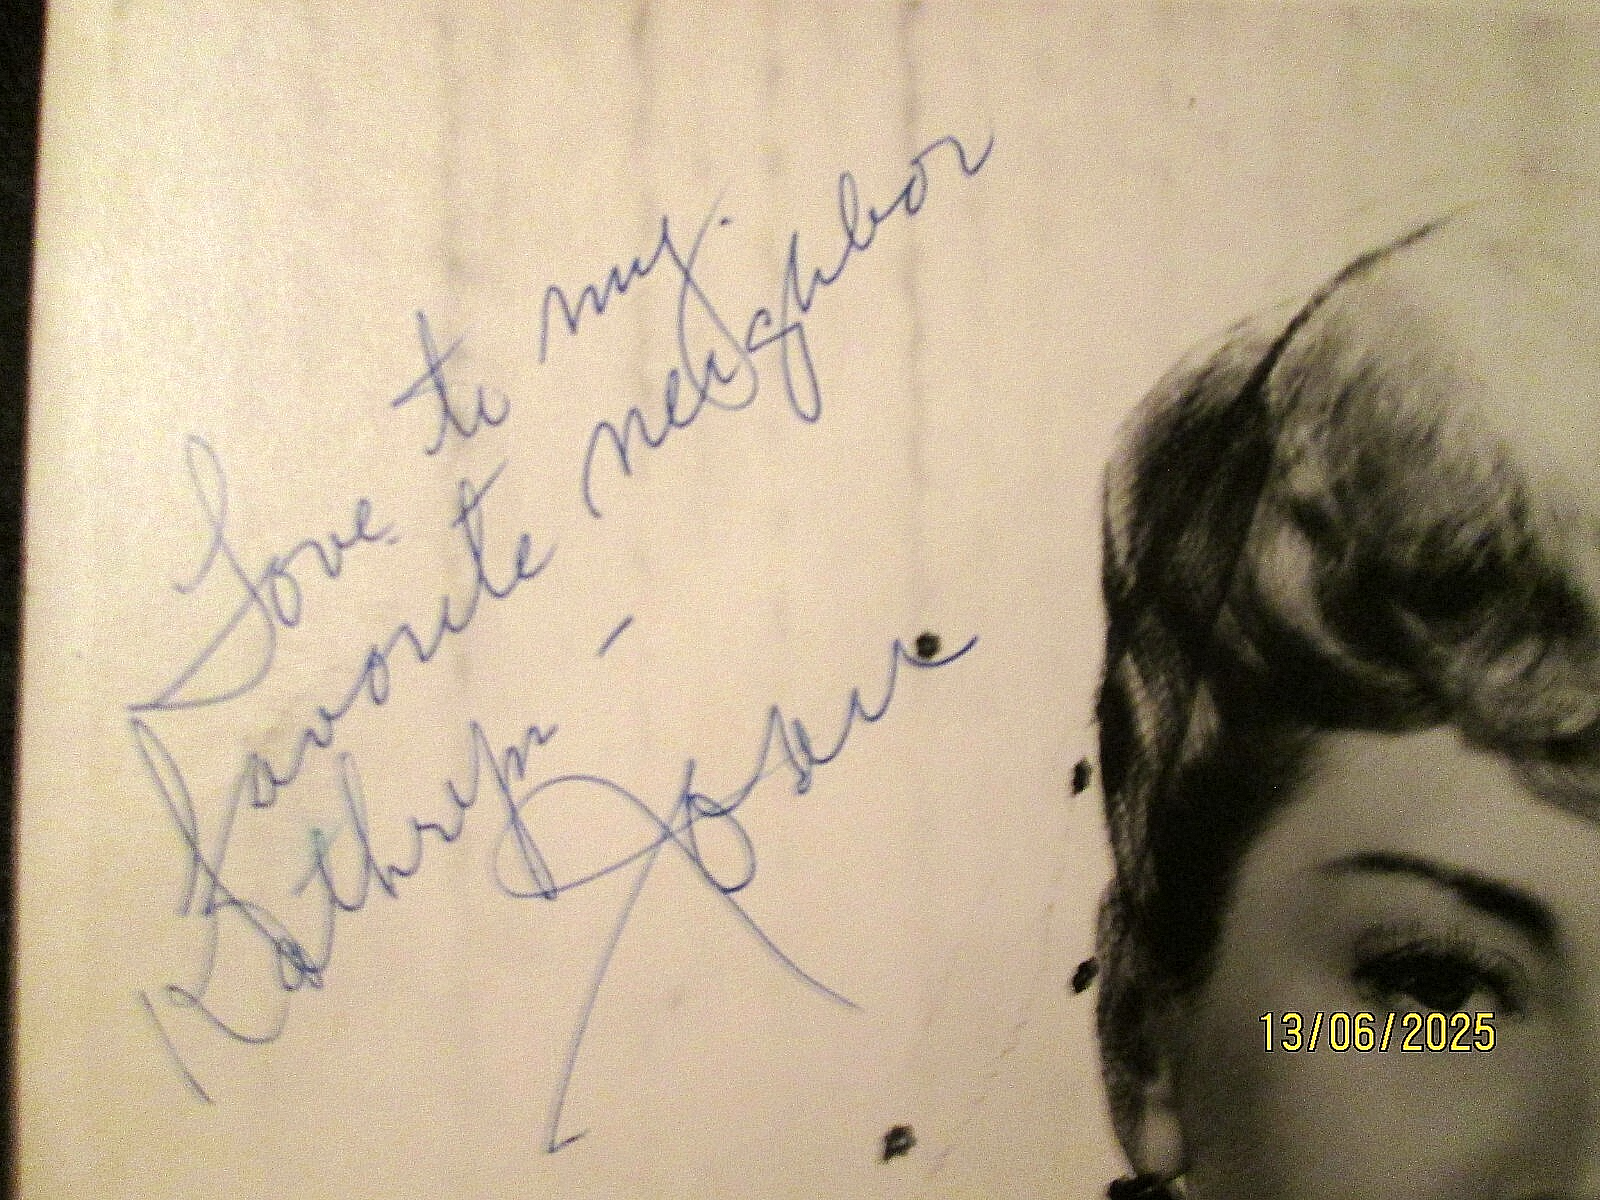 Love to my
favorite neighbor
Kathryn –
13/06/2025